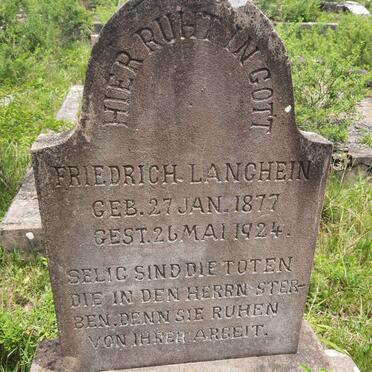 HIER RUHT IN GOTT
FRIEDRICH LANGHEIN
GEB. 27 JAN. 1877
GEST. 26 MAI 1924.
SELIG SIND DIE TOTEN
DIE IN DEN HERRN STER-
BEN. DENN SIE RUHEN
VON IHRER ARBEIT.